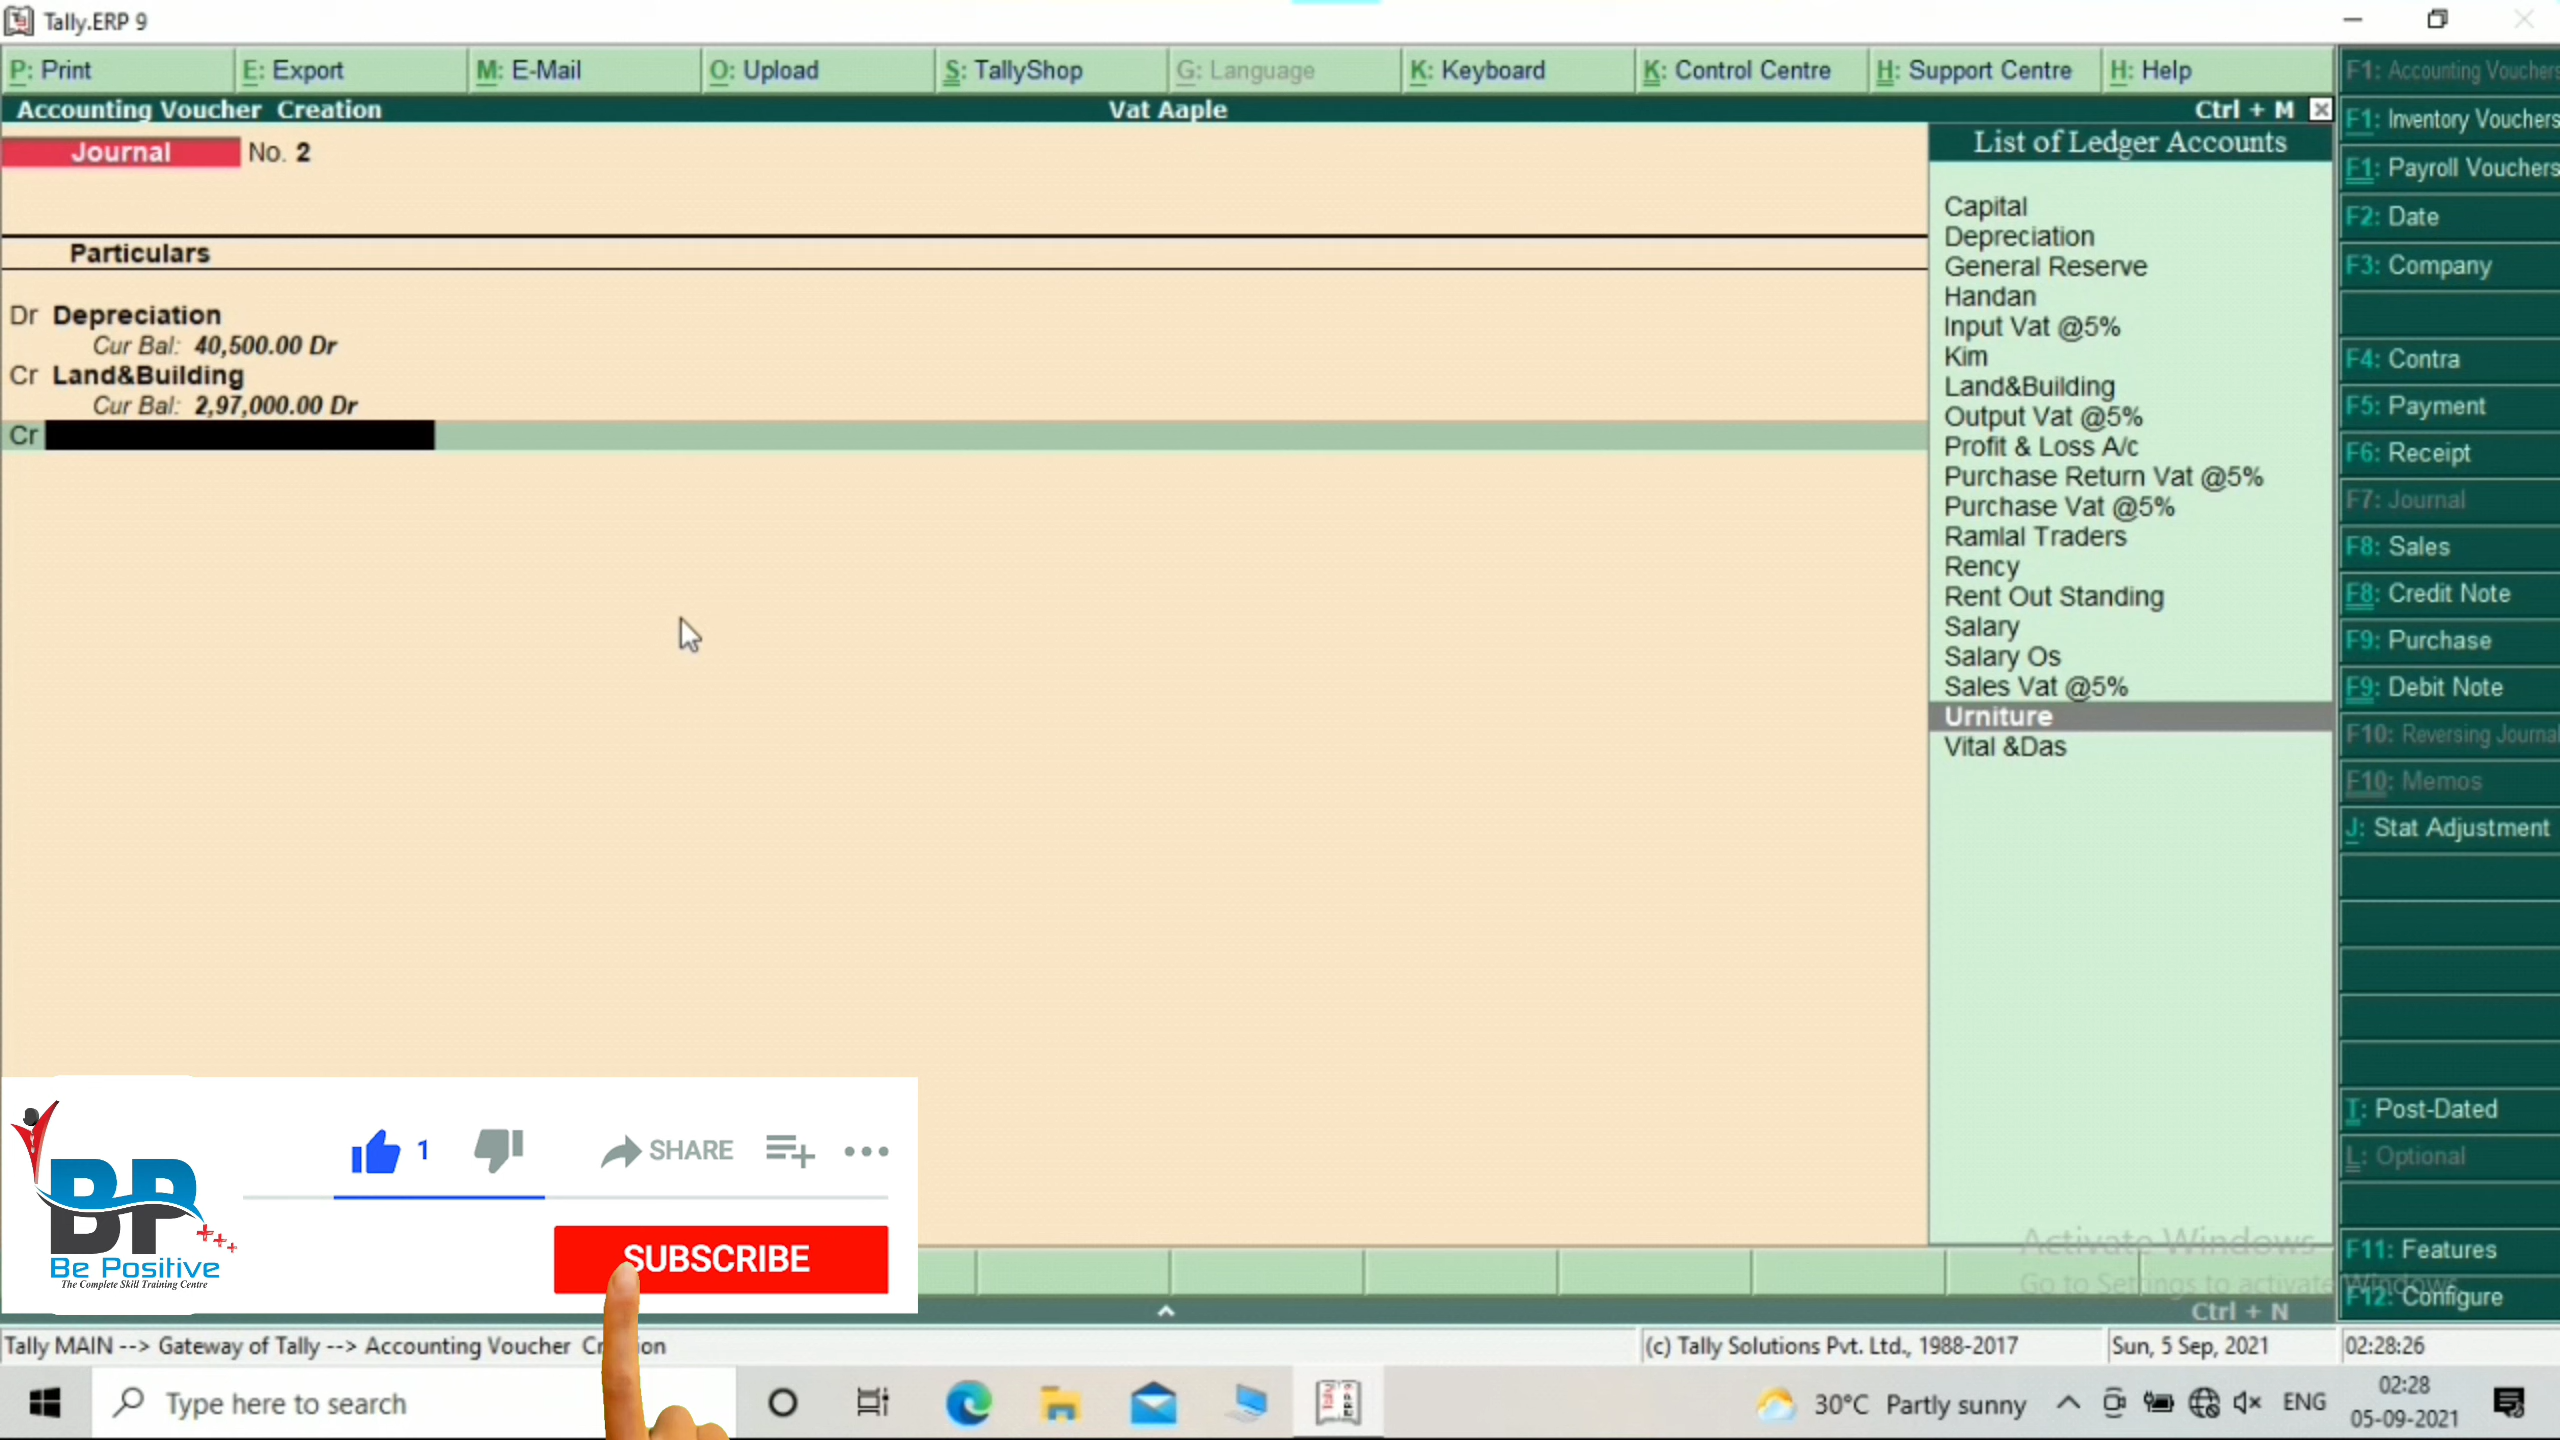 Tally.ERP 9
P: Print
E: Export
M: E-Mail
O: Upload
S: TallyShop
G: Language
K: Keyboard
K: Control Centre
H: Support Centre
H: Help
Accounting Voucher Creation
Vat Aaple
Ctrl + M
Journal
No. 2
Particulars
Dr Depreciation
Cur Bal: 40,500.00 Dr
Cr Land&Building
Cur Bal: 2,97,000.00 Dr
Cr
List of Ledger Accounts
Capital
Depreciation
General Reserve
Handan
Input Vat @5%
Kim
Land&Building
Output Vat @5%
Profit & Loss A/c
Purchase Return Vat @5%
Purchase Vat @5%
Ramlal Traders
Rency
Rent Out Standing
Salary
Salary Os
Sales Vat @5%
Urniture
Vital &Das
F1: Accounting Vouchers
F1: Inventory Vouchers
F1: Payroll Vouchers
F2: Date
F3: Company
F4: Contra
F5: Payment
F6: Receipt
F7: Journal
F8: Sales
F8: Credit Note
F9: Purchase
F9: Debit Note
F10: Reversing Journal
F10: Memos
J: Stat Adjustment
T: Post-Dated
L: Optional
F11: Features
F12: Configure
Activate Windows
Go to Settings to activate Windows.
Ctrl + N
BP
Be Positive
The Complete Skill Training Centre
1
SHARE
SUBSCRIBE
Tally MAIN --> Gateway of Tally --> Accounting Voucher
(c) Tally Solutions Pvt. Ltd., 1988-2017
Sun, 5 Sep, 2021
02:28:26
Type here to search
30°C Partly sunny
ENG
02:28
05-09-2021